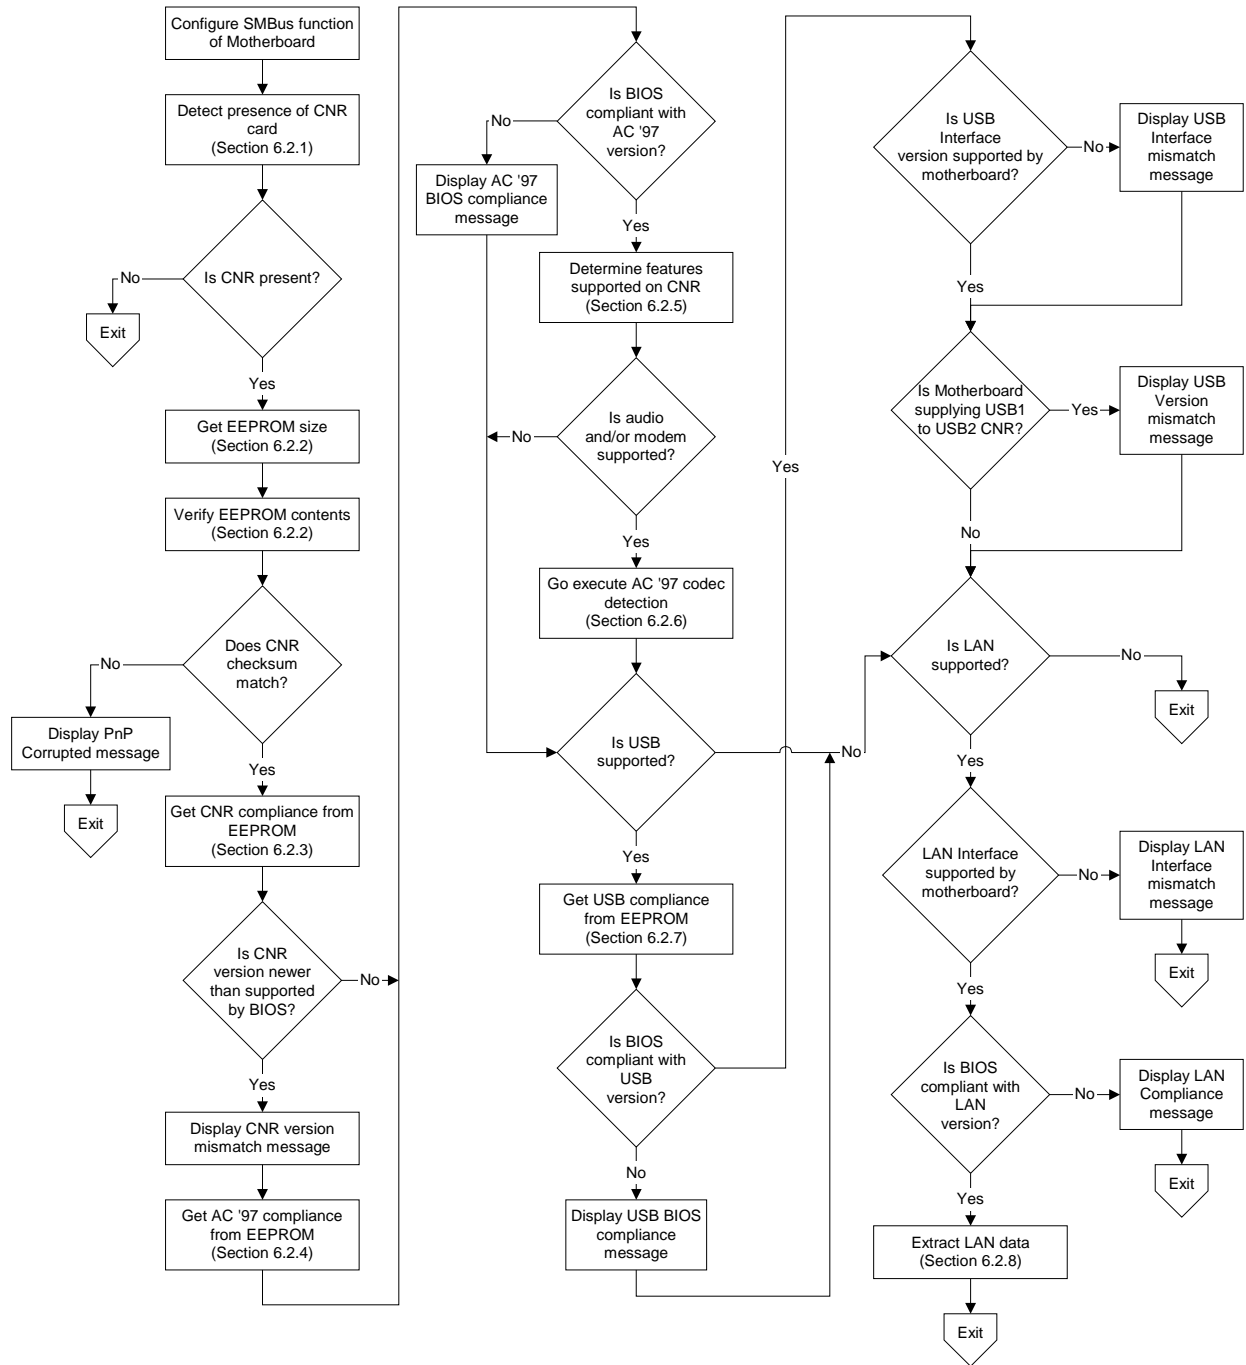 Configure SMBus function
of Motherboard
Detect presence of CNR
card
(Section 6.2.1)
Is CNR present?
No
Exit
Yes
Get EEPROM size
(Section 6.2.2)
Verify EEPROM contents
(Section 6.2.2)
Does CNR
checksum
match?
No
Display PnP
Corrupted message
Exit
Yes
Get CNR compliance from
EEPROM
(Section 6.2.3)
Is CNR
version newer
than supported
by BIOS?
No
Yes
Display CNR version
mismatch message
Get AC '97 compliance
from EEPROM
(Section 6.2.4)
Is BIOS
compliant with
AC '97
version?
No
Display AC '97
BIOS compliance
message
Yes
Determine features
supported on CNR
(Section 6.2.5)
Is audio
and/or modem
supported?
No
Yes
Go execute AC '97 codec
detection
(Section 6.2.6)
Is USB
supported?
No
Yes
Get USB compliance
from EEPROM
(Section 6.2.7)
Is BIOS
compliant with
USB
version?
Yes
No
Display USB BIOS
compliance
message
Is USB
Interface
version supported by
motherboard?
No
Display USB
Interface
mismatch
message
Yes
Is Motherboard
supplying USB1
to USB2 CNR?
Yes
Display USB
Version
mismatch
message
No
Is LAN
supported?
No
Exit
Yes
LAN Interface
supported by
motherboard?
No
Display LAN
Interface
mismatch
message
Exit
Yes
Is BIOS
compliant with
LAN
version?
No
Display LAN
Compliance
message
Exit
Yes
Extract LAN data
(Section 6.2.8)
Exit